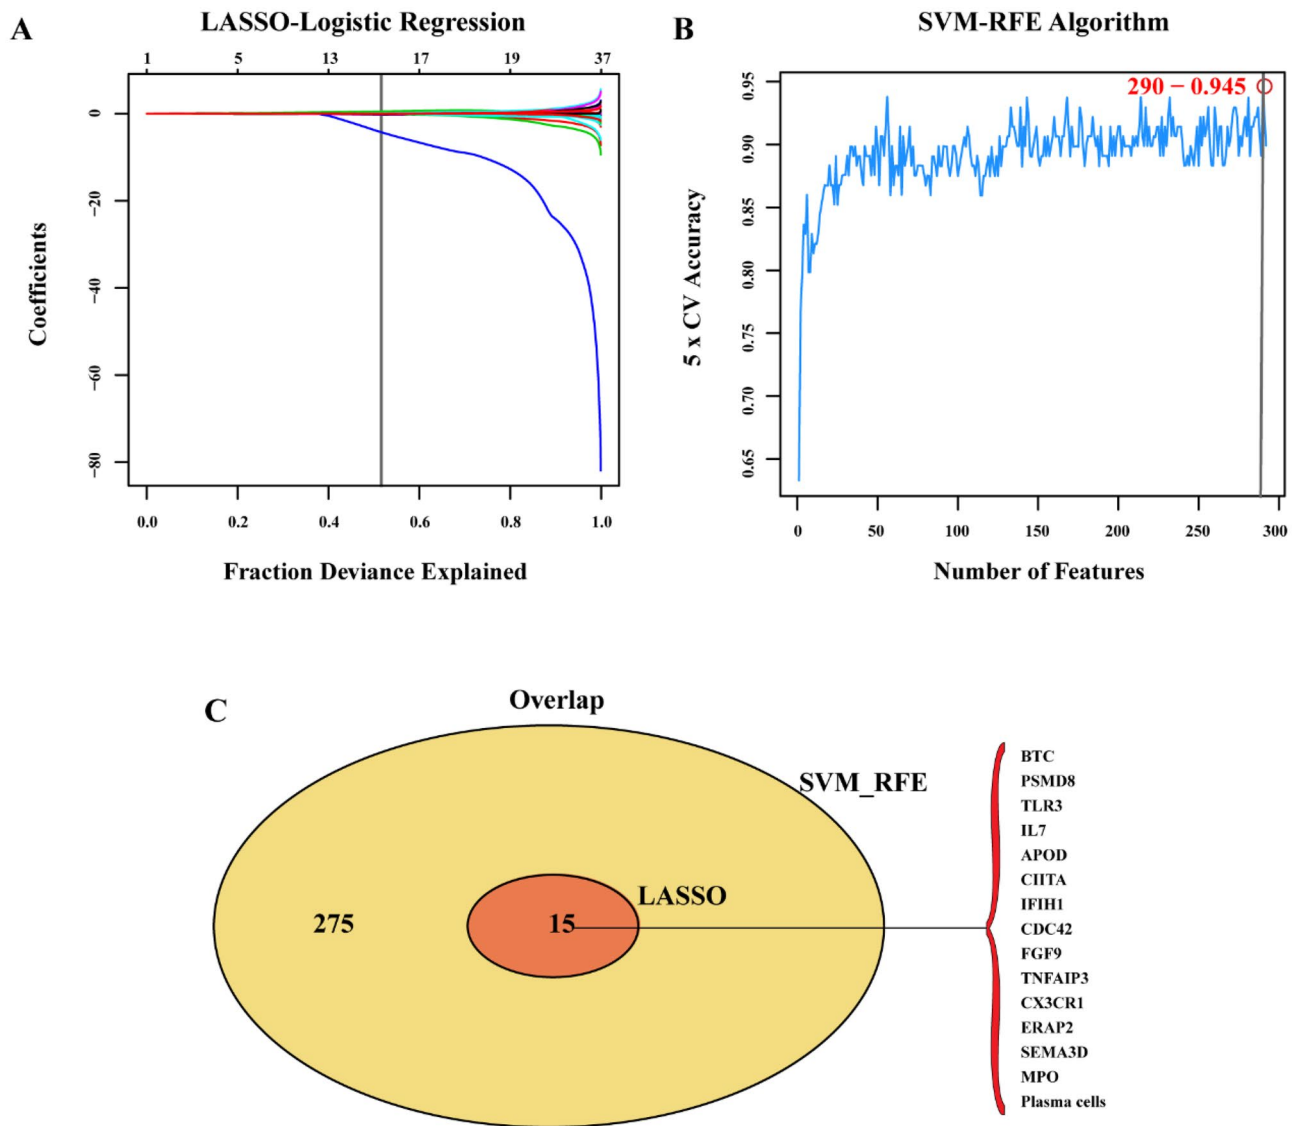 A
LASSO-Logistic Regression
1 5 13 17 19 37
0
−20
−40
−60
−80
Coefficients
0.0 0.2 0.4 0.6 0.8 1.0
Fraction Deviance Explained
B
SVM-RFE Algorithm
290 − 0.945
0.95
0.90
0.85
0.80
0.75
0.70
0.65
5 x CV Accuracy
0 50 100 150 200 250 300
Number of Features
C
Overlap
SVM_RFE
LASSO
275
15
BTC
PSMD8
TLR3
IL7
APOD
CIITA
IFIH1
CDC42
FGF9
TNFAIP3
CX3CR1
ERAP2
SEMA3D
MPO
Plasma cells